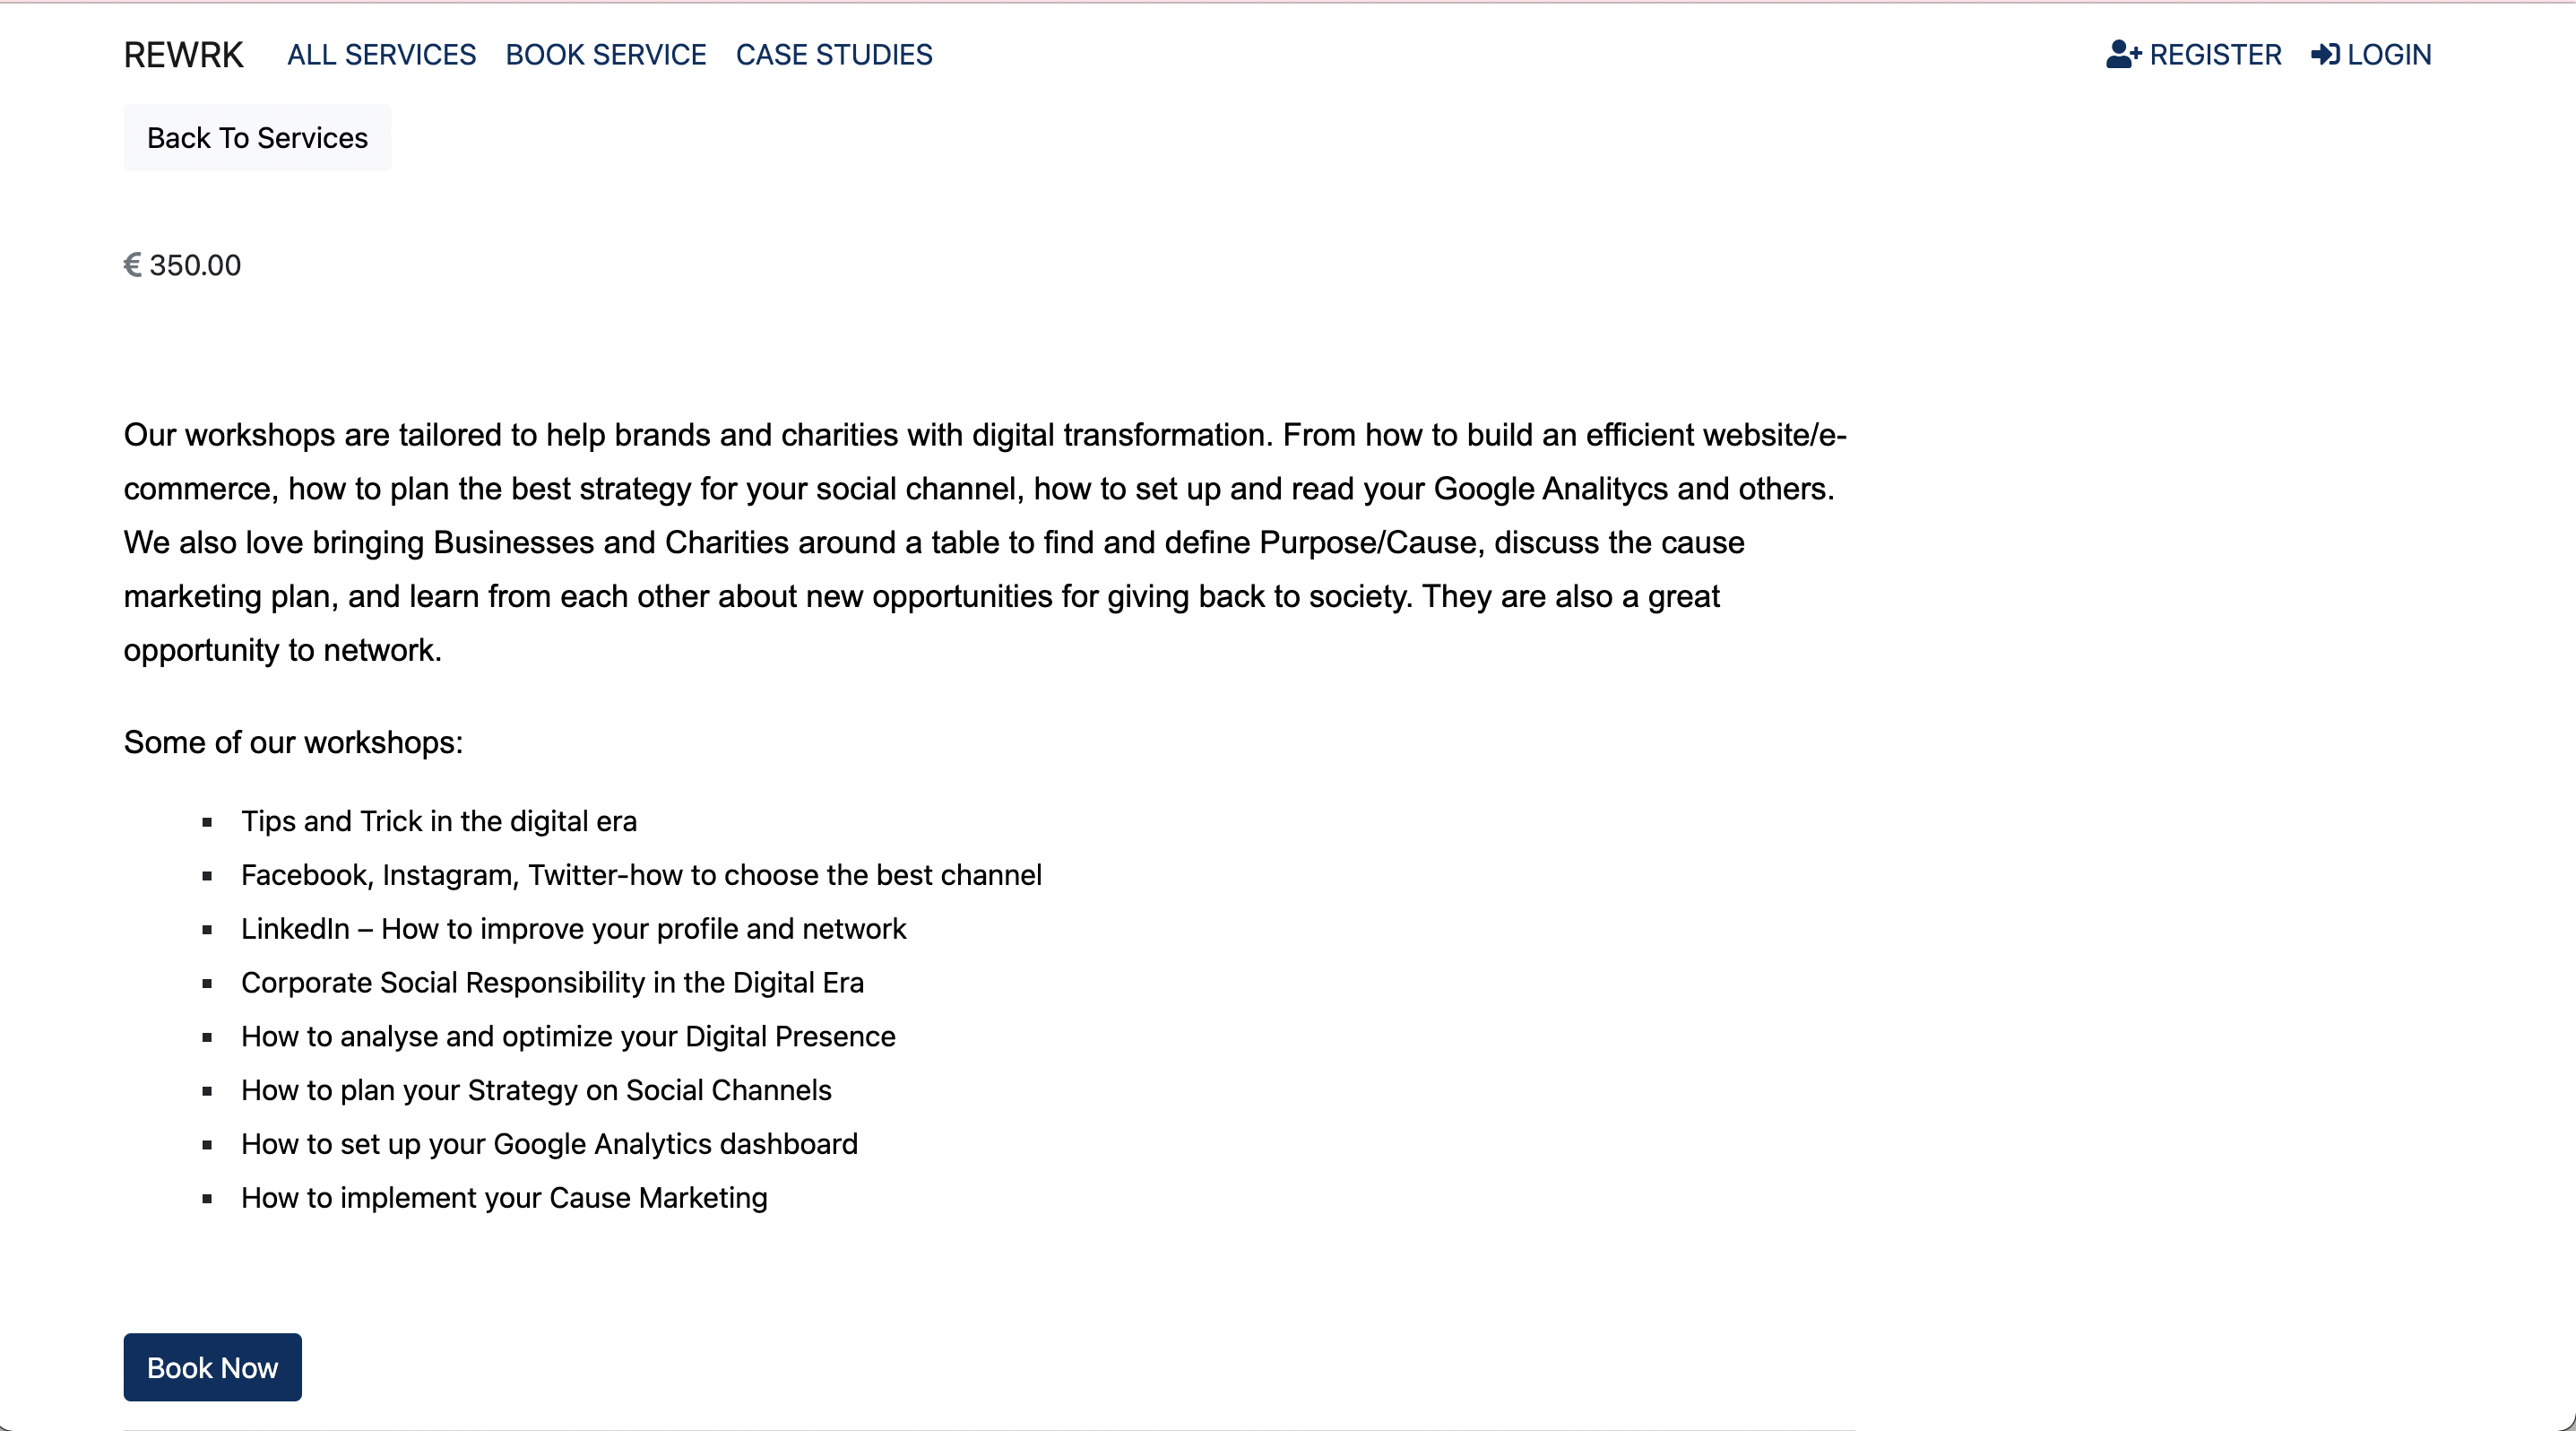 REWRK ALL SERVICES BOOK SERVICE CASE STUDIES REGISTER LOGIN
Back To Services
€ 350.00
Our workshops are tailored to help brands and charities with digital transformation. From how to build an efficient website/e-
commerce, how to plan the best strategy for your social channel, how to set up and read your Google Analitycs and others.
We also love bringing Businesses and Charities around a table to find and define Purpose/Cause, discuss the cause
marketing plan, and learn from each other about new opportunities for giving back to society. They are also a great
opportunity to network.
Some of our workshops:
▪ Tips and Trick in the digital era
▪ Facebook, Instagram, Twitter-how to choose the best channel
▪ LinkedIn – How to improve your profile and network
▪ Corporate Social Responsibility in the Digital Era
▪ How to analyse and optimize your Digital Presence
▪ How to plan your Strategy on Social Channels
▪ How to set up your Google Analytics dashboard
▪ How to implement your Cause Marketing
Book Now